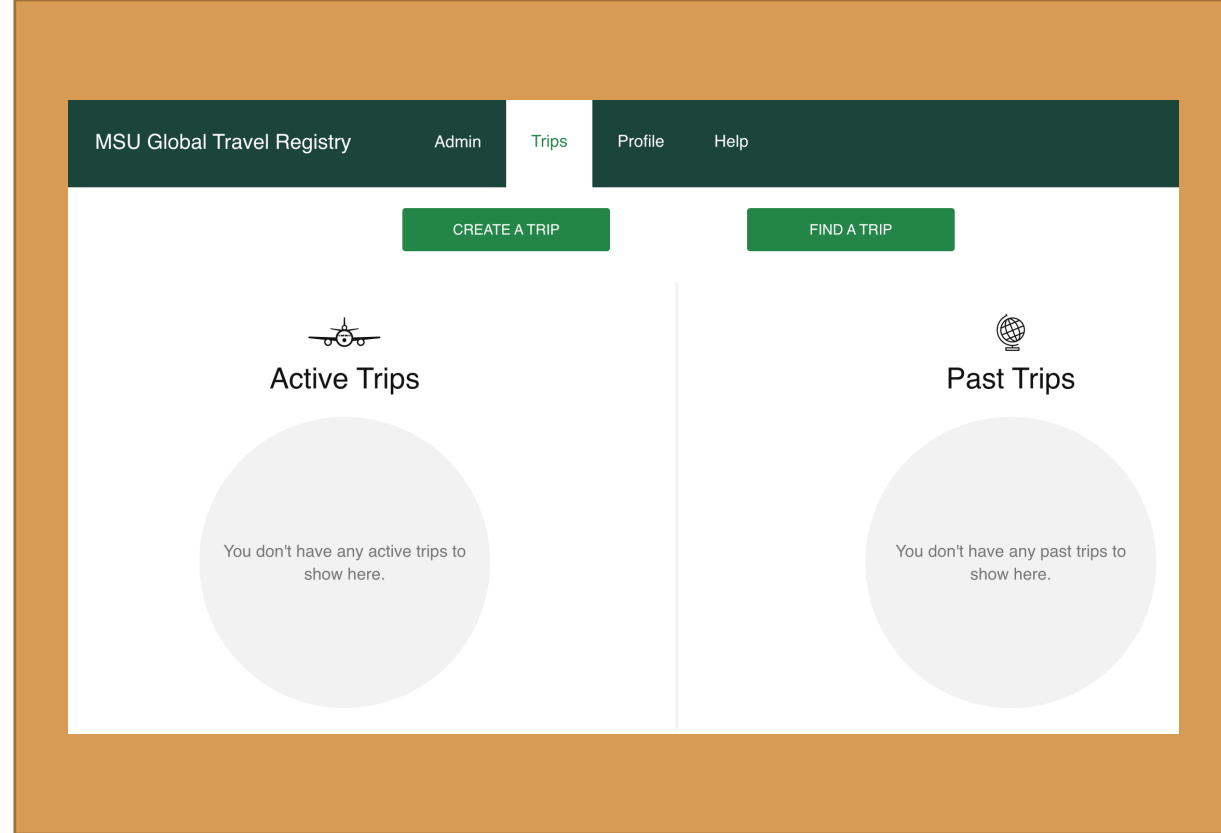 MSU Global Travel Registry
Admin
Trips
Profile
Help
CREATE A TRIP
FIND A TRIP
Active Trips
You don't have any active trips to
show here.
Past Trips
You don't have any past trips to
show here.